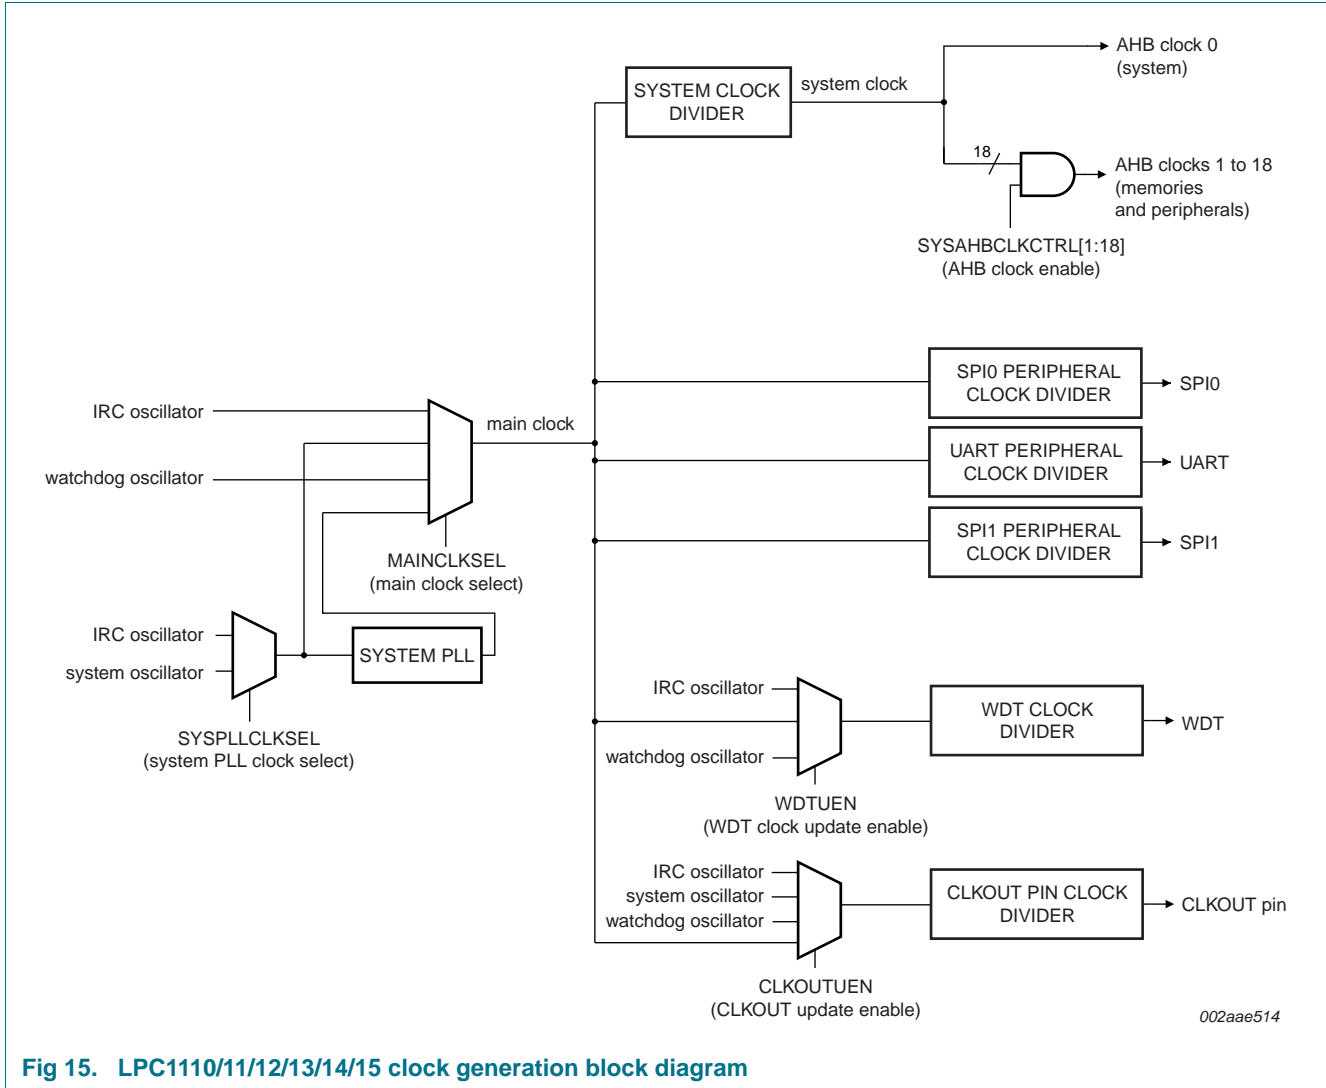 AHB clock 0
(system)
SYSTEM CLOCK
DIVIDER
system clock
18
AHB clocks 1 to 18
(memories
and peripherals)
SYSAHBCLKCTRL[1:18]
(AHB clock enable)
SPI0 PERIPHERAL
CLOCK DIVIDER
SPI0
IRC oscillator
main clock
UART PERIPHERAL
CLOCK DIVIDER
UART
watchdog oscillator
SPI1 PERIPHERAL
CLOCK DIVIDER
SPI1
MAINCLKSEL
(main clock select)
IRC oscillator
system oscillator
SYSTEM PLL
SYSPLLCLKSEL
(system PLL clock select)
IRC oscillator
watchdog oscillator
WDT CLOCK
DIVIDER
WDT
WDTUEN
(WDT clock update enable)
IRC oscillator
system oscillator
watchdog oscillator
CLKOUT PIN CLOCK
DIVIDER
CLKOUT pin
CLKOUTUEN
(CLKOUT update enable)
002aae514
Fig 15. LPC1110/11/12/13/14/15 clock generation block diagram